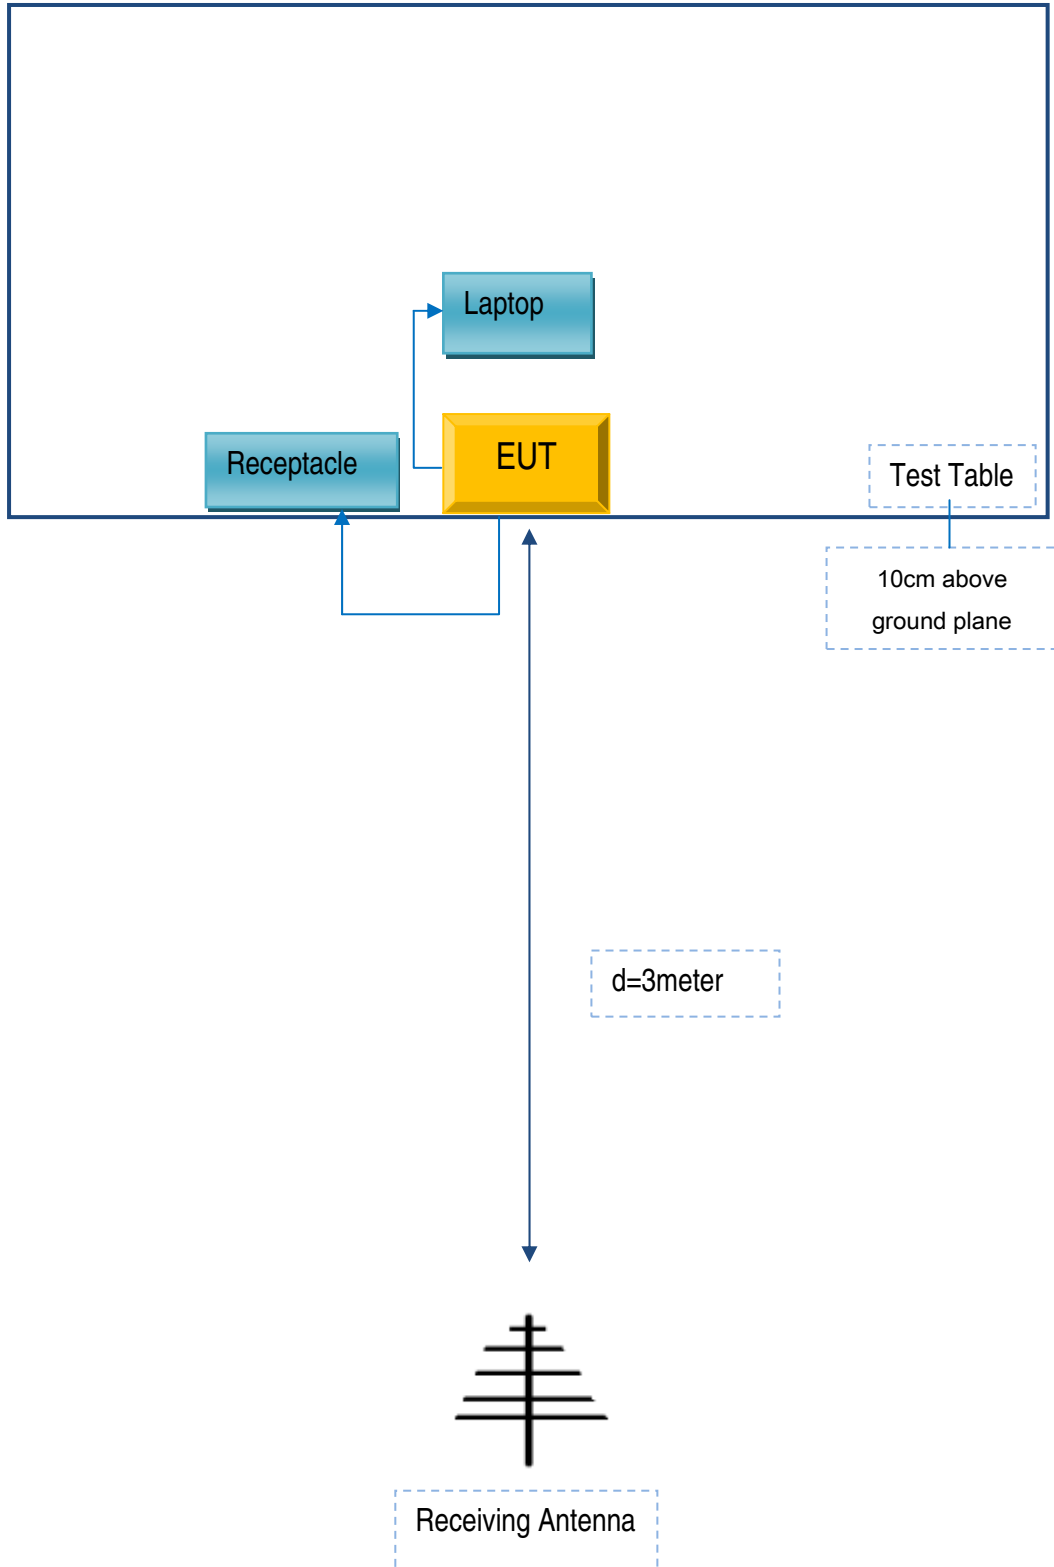 Laptop
Receptacle
EUT
Test Table
10cm above
ground plane
d=3meter
Receiving Antenna